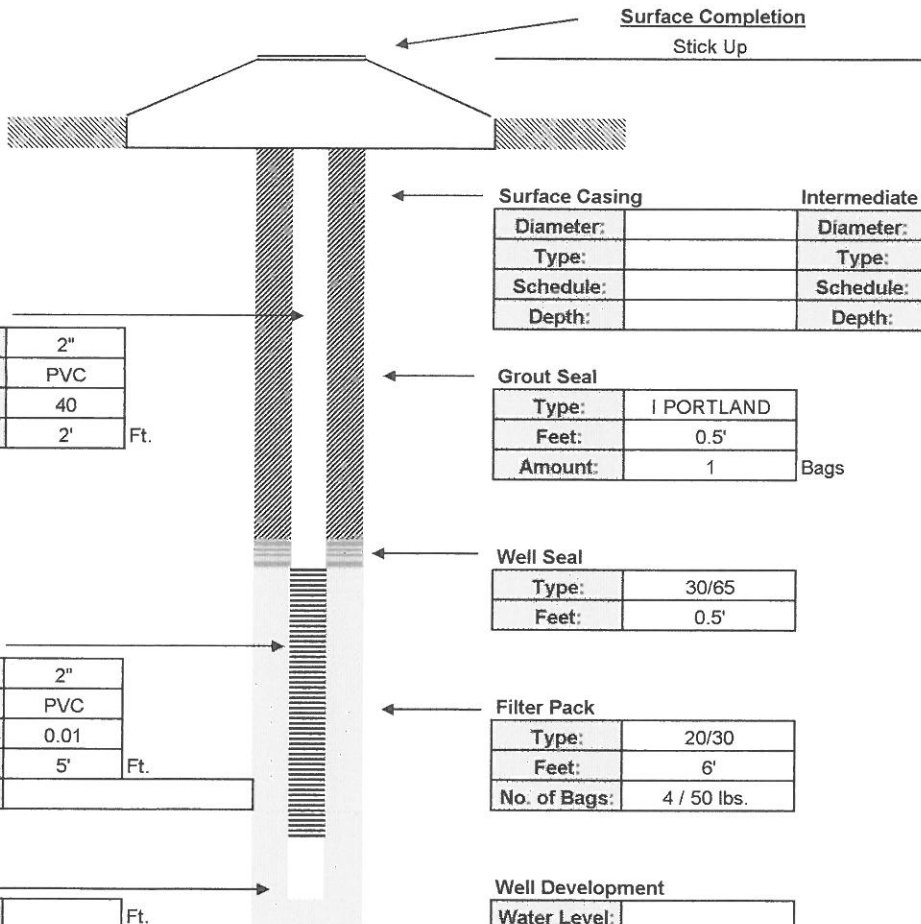 Surface Completion
Stick Up
Surface Casing Intermediate
Diameter: Diameter:
Type: Type:
Schedule: Schedule:
Depth: Depth:
2"
PVC
40
2' Ft.
Grout Seal
Type: I PORTLAND
Feet: 0.5'
Amount: 1 Bags
Well Seal
Type: 30/65
Feet: 0.5'
2"
PVC
0.01
5' Ft.
Filter Pack
Type: 20/30
Feet: 6'
No. of Bags: 4 / 50 lbs.
Ft.
Well Development
Water Level: